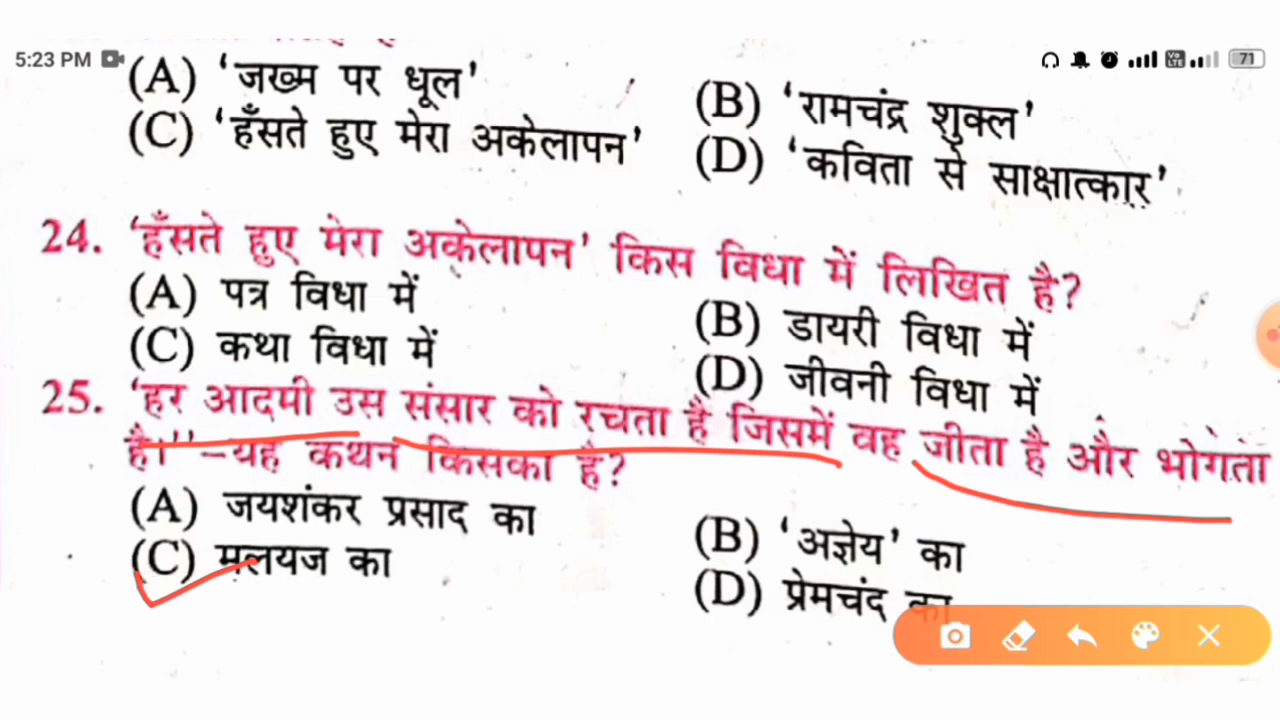 5:23 PM
71
(A) 'जख्म पर धूल'
(B) 'रामचंद्र शुक्ल'
(C) 'हँसते हुए मेरा अकेलापन'
(D) 'कविता से साक्षात्कार'
24. 'हँसते हुए मेरा अकेलापन' किस विधा में लिखित है?
(A) पत्र विधा में
(B) डायरी विधा में
(C) कथा विधा में
(D) जीवनी विधा में
25. 'हर आदमी उस संसार को रचता है जिसमें वह जीता है और भोगता
है।'' –यह कथन किसका है?
(A) जयशंकर प्रसाद का
(B) 'अज्ञेय' का
(C) मलयज का
(D) प्रेमचंद का